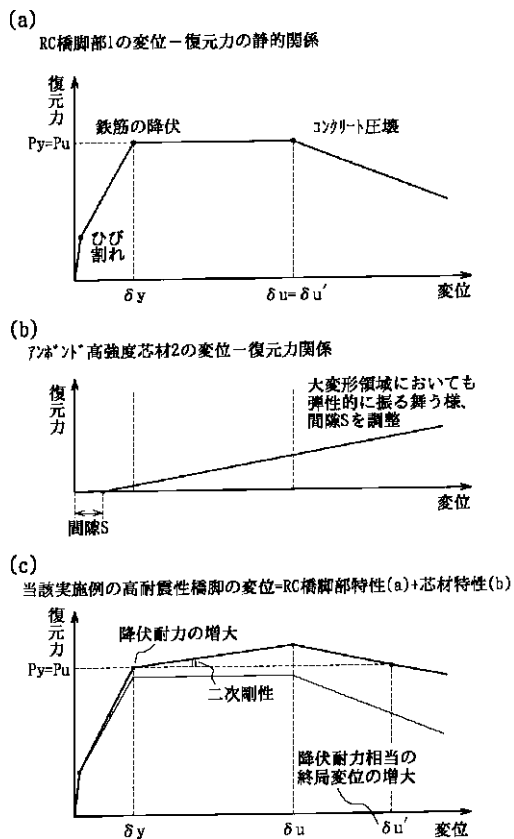 (a)
RC橋脚部1の変位－復元力の静的関係
復元力
鉄筋の降伏
コンクリート圧壊
Py=Pu
ひび
割れ
δy
δu=δu'
変位
(b)
アンボンド高強度芯材2の変位－復元力関係
復元力
大変形領域においても
弾性的に振る舞う様、
間隙Sを調整
間隙S
変位
(c)
当該実施例の高耐震性橋脚の変位=RC橋脚部特性(a)+芯材特性(b)
復元力
降伏耐力の増大
Py=Pu
二次剛性
降伏耐力相当の
終局変位の増大
δy
δu
δu'
変位